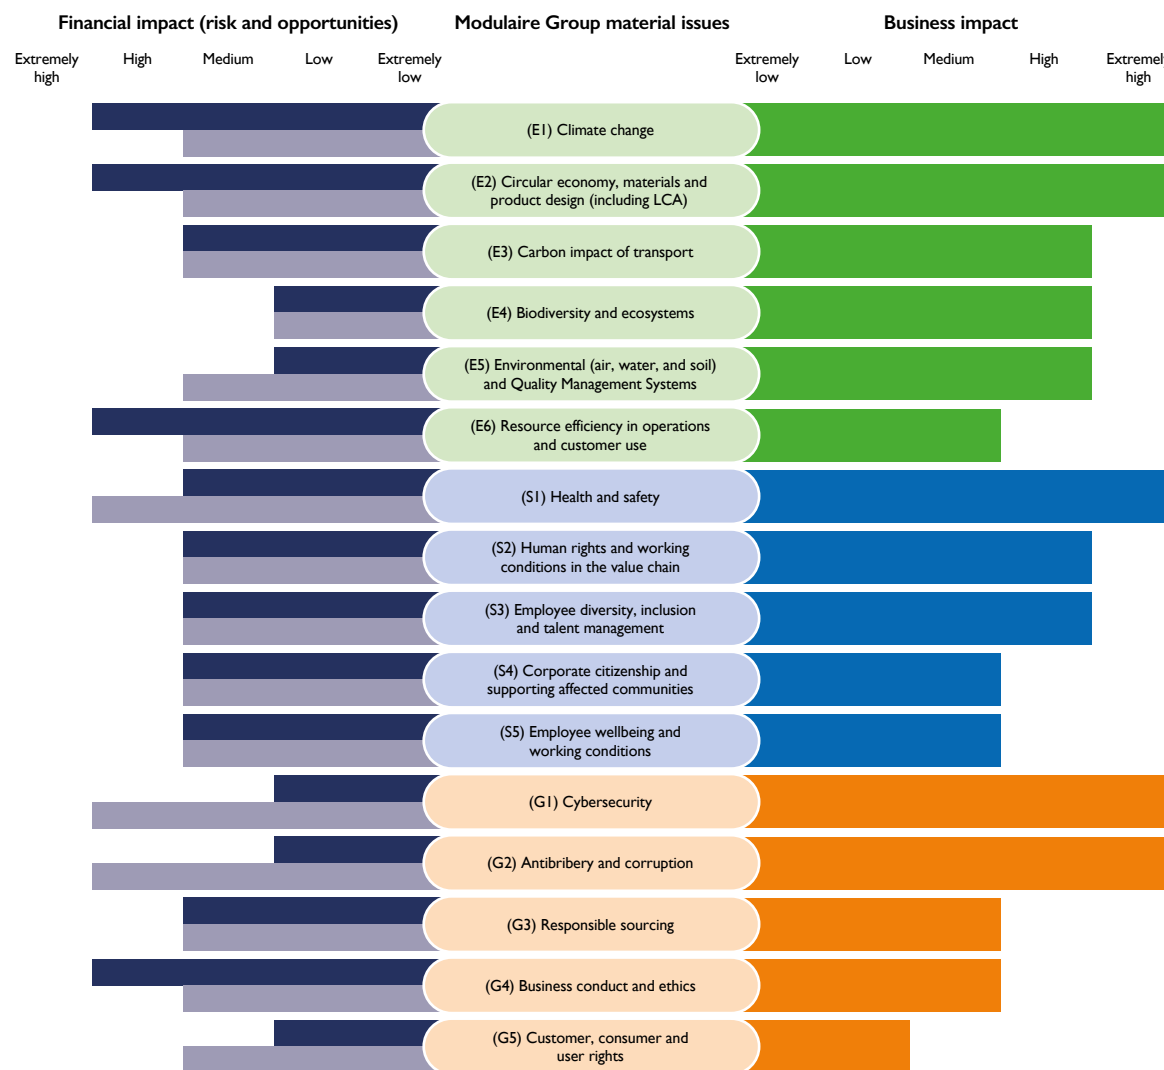 Financial impact (risk and opportunities)
Modulaire Group material issues
Business impact
Extremely
high
High
Medium
Low
Extremely
low
Extremely
low
Low
Medium
High
Extremely
high
(E1) Climate change
(E2) Circular economy, materials and
product design (including LCA)
(E3) Carbon impact of transport
(E4) Biodiversity and ecosystems
(E5) Environmental (air, water, and soil)
and Quality Management Systems
(E6) Resource efficiency in operations
and customer use
(S1) Health and safety
(S2) Human rights and working
conditions in the value chain
(S3) Employee diversity, inclusion
and talent management
(S4) Corporate citizenship and
supporting affected communities
(S5) Employee wellbeing and
working conditions
(G1) Cybersecurity
(G2) Antibribery and corruption
(G3) Responsible sourcing
(G4) Business conduct and ethics
(G5) Customer, consumer and
user rights